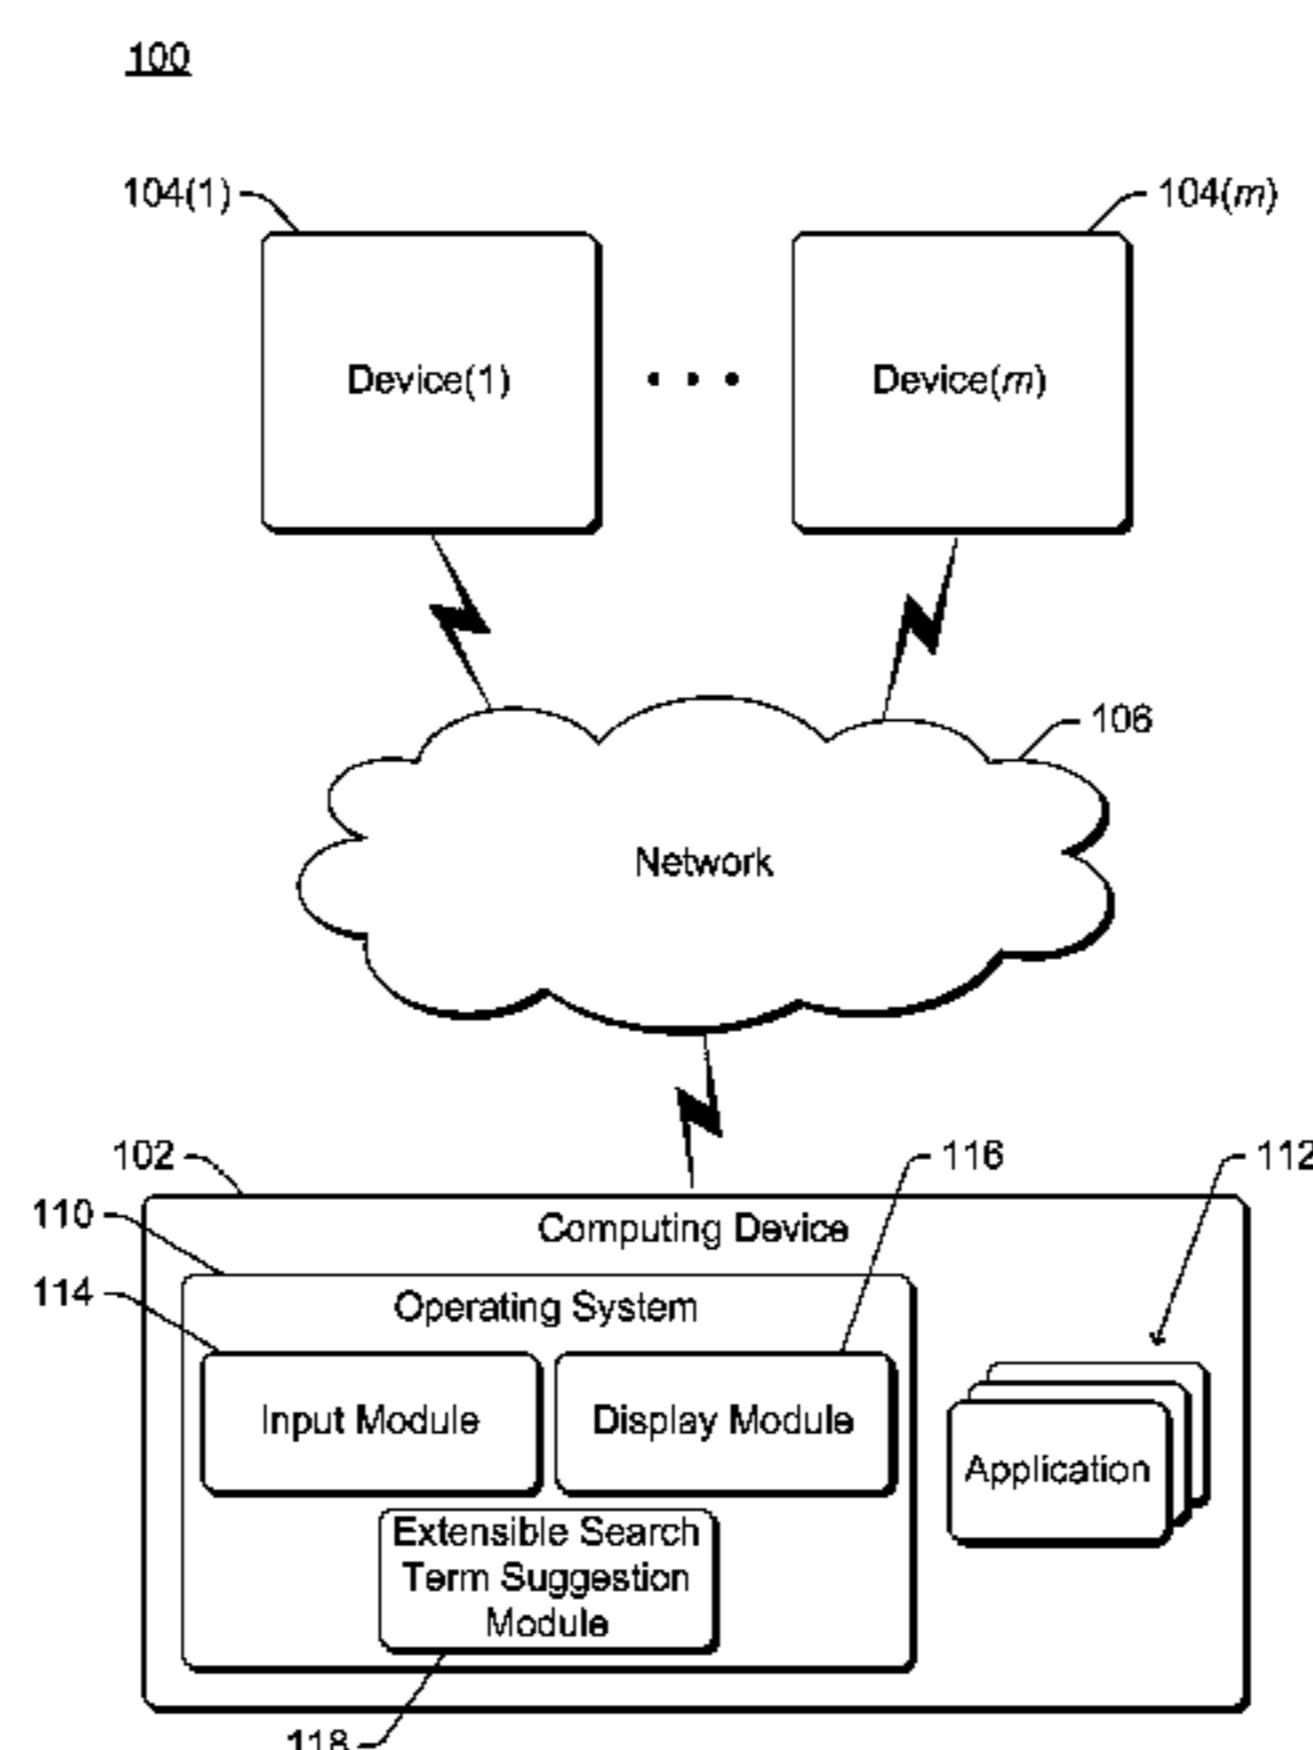 100
104(1)
104(m)
Device(1)
• • •
Device(m)
106
Network
102
116
112
110
Computing Device
114
Operating System
Input Module
Display Module
Application
Extensible Search
Term Suggestion
Module
118